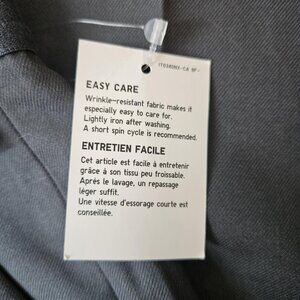 EASY CARE
Wrinkle-resistant fabric makes it
especially easy to care for.
Lightly iron after washing.
A short spin cycle is recommended.
ENTRETIEN FACILE
Cet article est facile à entretenir
grâce à son tissu peu froissable.
Après le lavage, un repassage
léger suffit.
Une vitesse d'essorage courte est
conseillée.